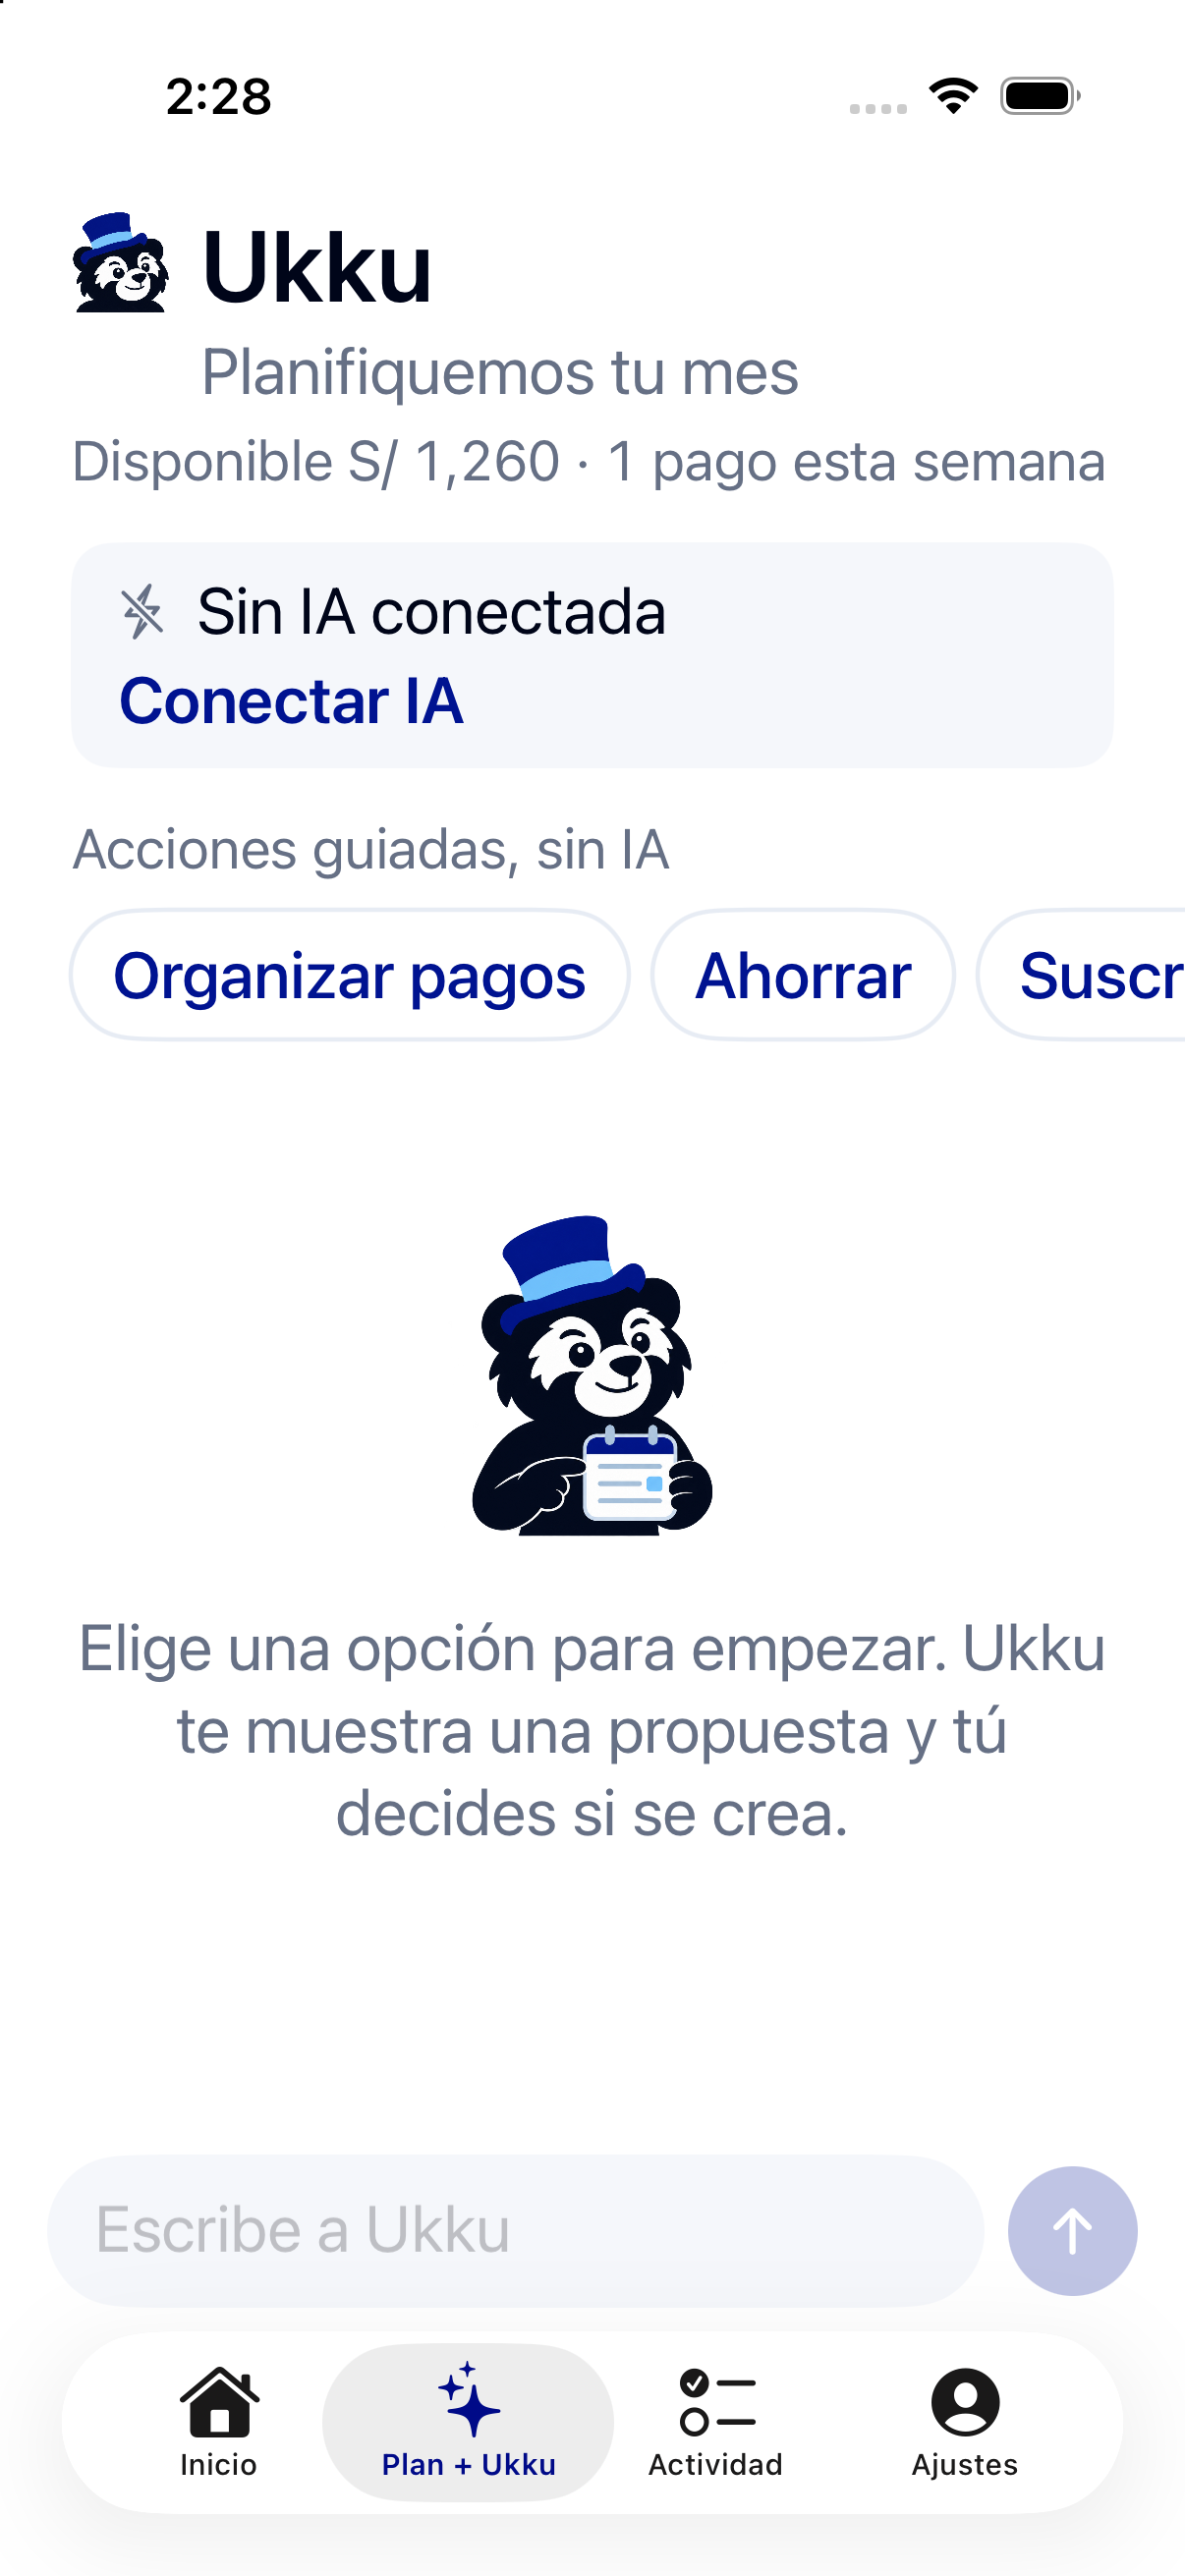 2:28
Ukku
Planifiquemos tu mes
Disponible S/ 1,260 · 1 pago esta semana
Sin IA conectada
Conectar IA
Acciones guiadas, sin IA
Organizar pagos Ahorrar Suscr
Elige una opción para empezar. Ukku
te muestra una propuesta y tú
decides si se crea.
Escribe a Ukku
Inicio Plan + Ukku Actividad Ajustes